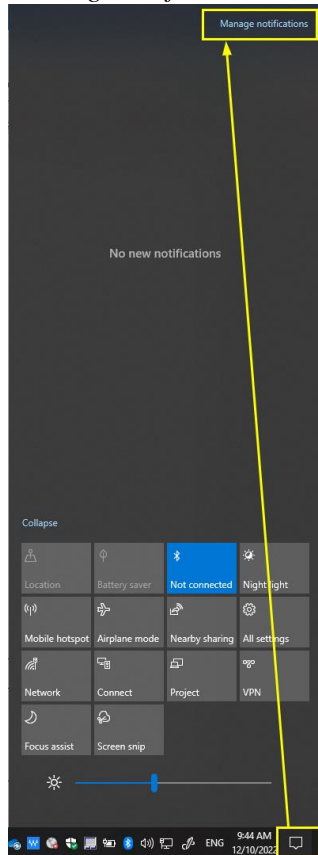 Manage notifications
No new notifications
Collapse
Location Battery saver Not connected Night light
Mobile hotspot Airplane mode Nearby sharing All settings
Network Connect Project VPN
Focus assist Screen snip
9:44 AM
ENG
12/10/2022